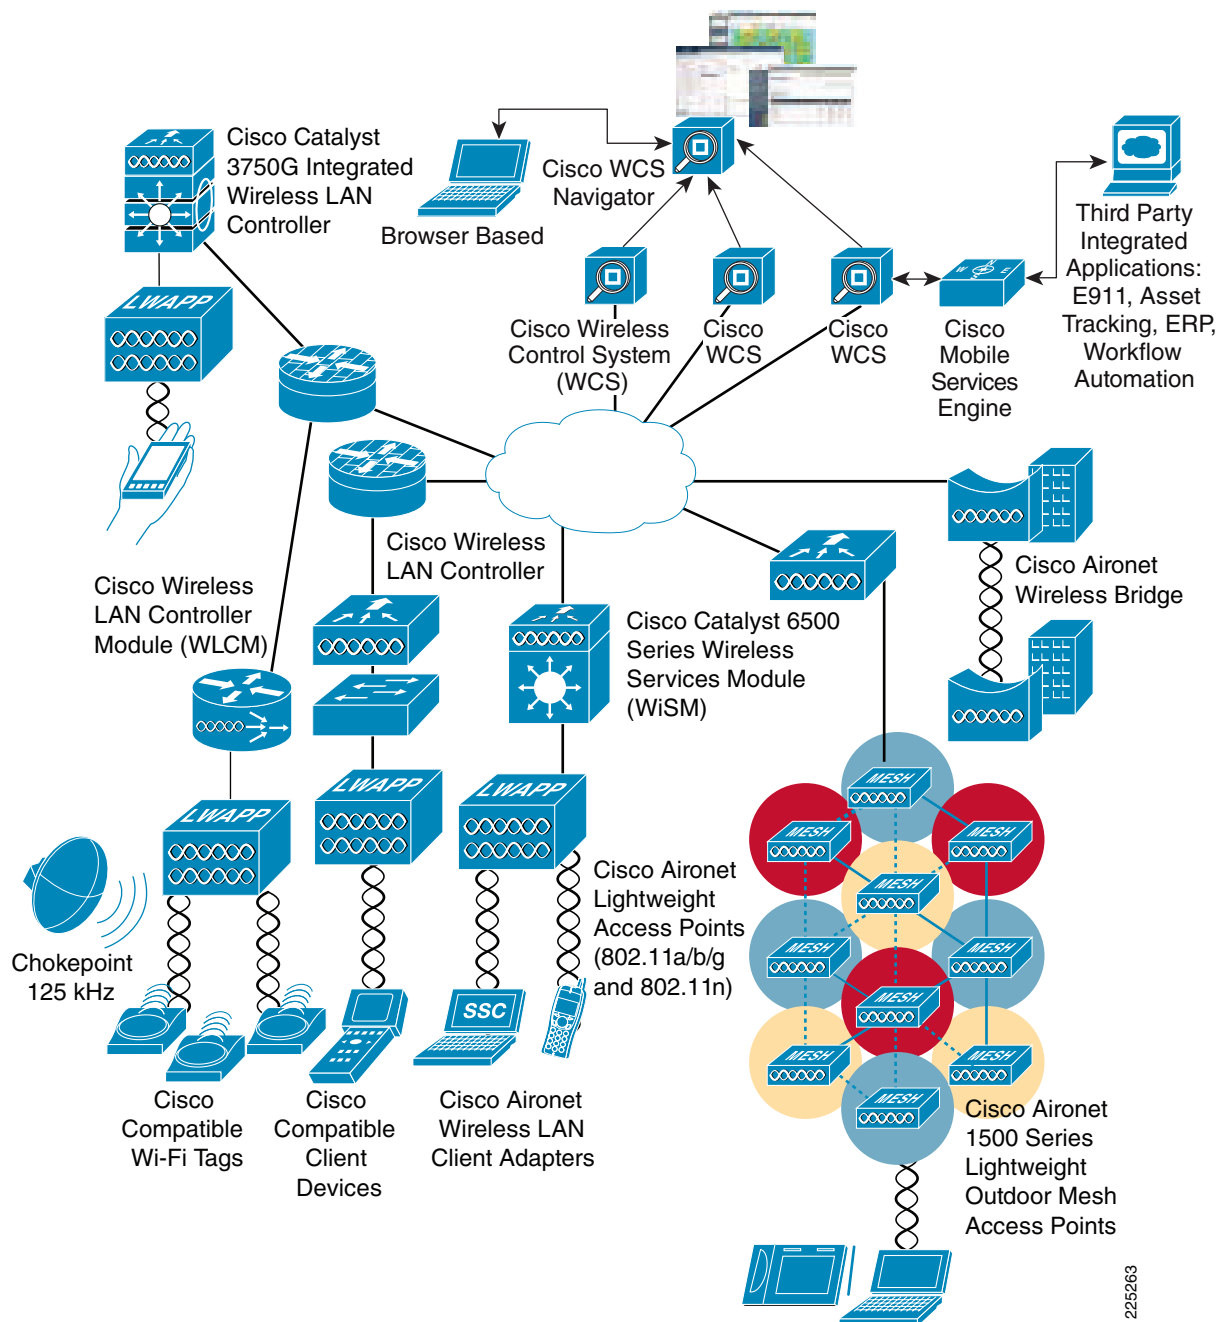 Cisco Catalyst
3750G Integrated
Wireless LAN
Controller
Browser Based
Cisco WCS
Navigator
Third Party
Integrated
Applications:
E911, Asset
Tracking, ERP,
Workflow
Automation
LWAPP
Cisco Wireless
Control System
(WCS)
Cisco
WCS
Cisco
WCS
W
E
Cisco
Mobile
Services
Engine
Cisco Wireless
LAN Controller
Cisco Aironet
Wireless Bridge
Cisco Wireless
LAN Controller
Module (WLCM)
Cisco Catalyst 6500
Series Wireless
Services Module
(WiSM)
LWAPP
LWAPP
LWAPP
Cisco Aironet
Lightweight
Access Points
(802.11a/b/g
and 802.11n)
MESH
MESH
MESH
MESH
MESH
MESH
MESH
MESH
MESH
MESH
Chokepoint
125 kHz
SSC
Cisco
Compatible
Wi-Fi Tags
Cisco
Compatible
Client
Devices
Cisco Aironet
Wireless LAN
Client Adapters
Cisco Aironet
1500 Series
Lightweight
Outdoor Mesh
Access Points
225263